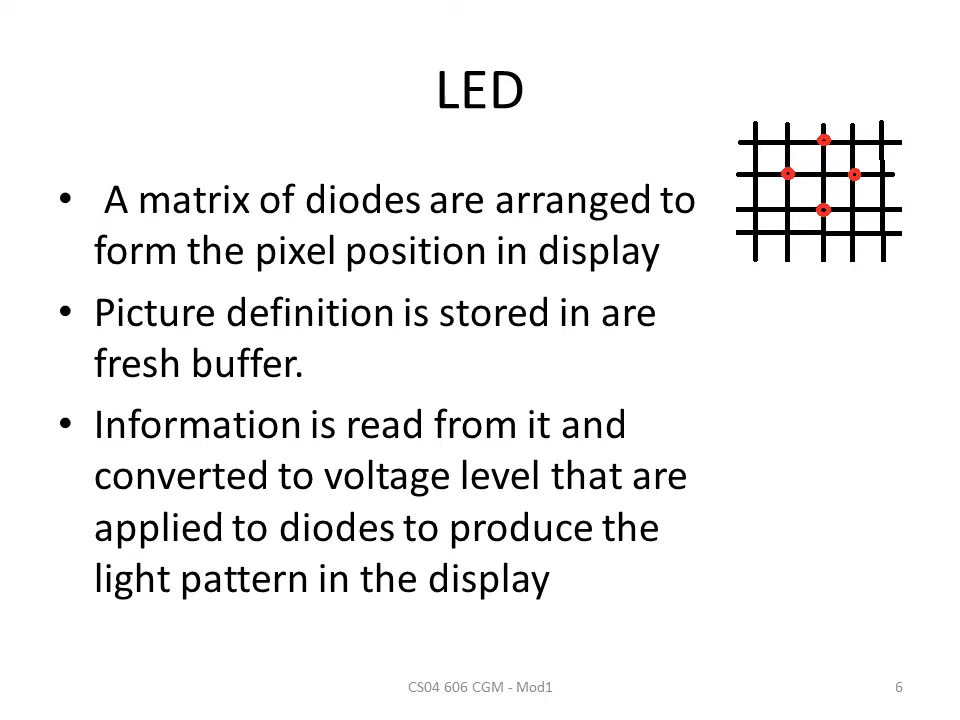 LED
• A matrix of diodes are arranged to
form the pixel position in display
• Picture definition is stored in are
fresh buffer.
• Information is read from it and
converted to voltage level that are
applied to diodes to produce the
light pattern in the display
CS04 606 CGM - Mod1
6